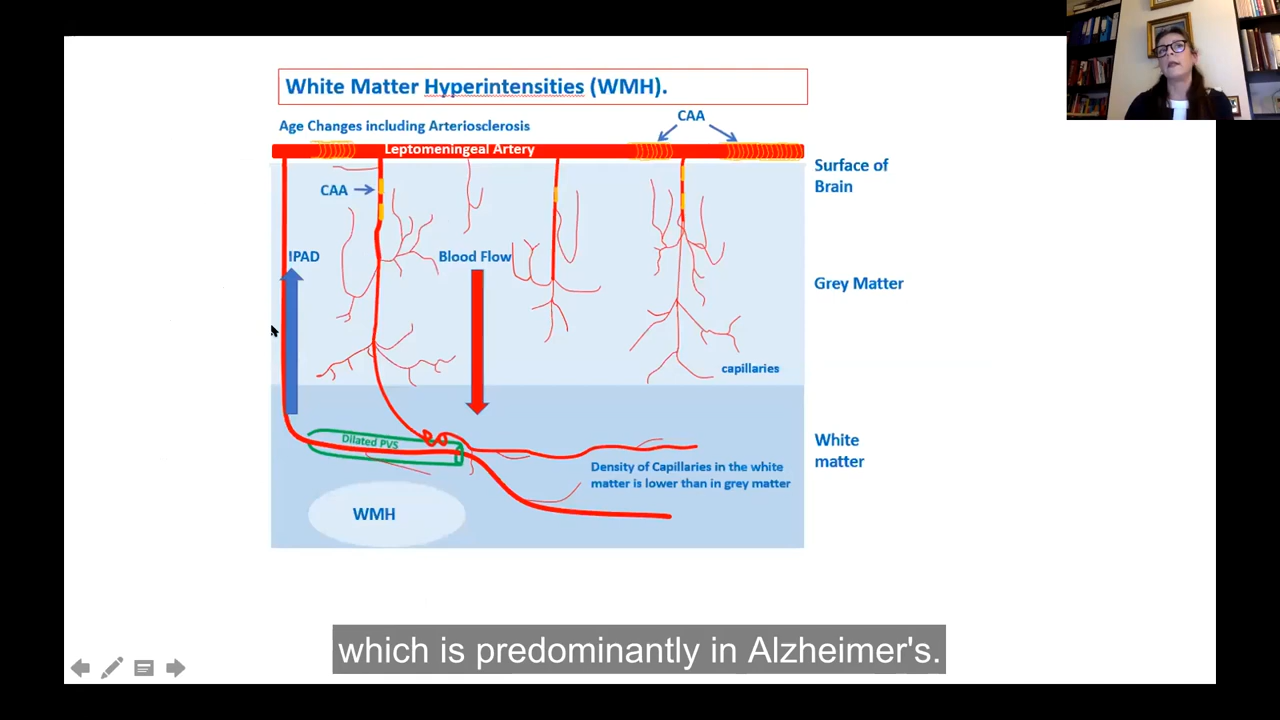 White Matter Hyperintensities (WMH).
Age Changes including Arteriosclerosis
CAA
Leptomeningeal Artery
Surface of
Brain
CAA
IPAD
Blood Flow
Grey Matter
capillaries
Dilated PVS
White
matter
Density of Capillaries in the white
matter is lower than in grey matter
WMH
which is predominantly in Alzheimer's.